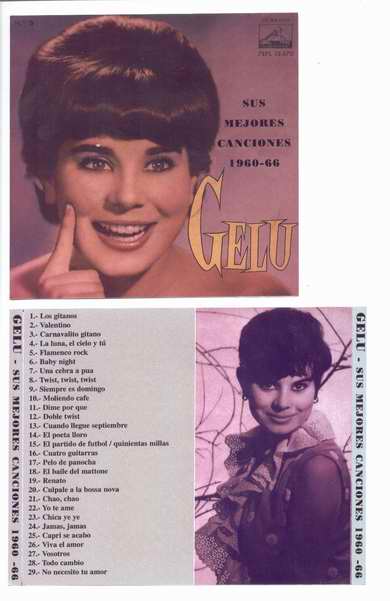 SUS
MEJORES
CANCIONES
1960-66
GELU
GELU - SUS MEJORES CANCIONES 1960 -66
1.- Los gitanos
2.- Valentino
3.- Carnavalito gitano
4.- La luna, el cielo y tú
5.- Flamenco rock
6.- Baby night
7.- Una cebra a pua
8.- Twist, twist, twist
9.- Siempre es domingo
10.- Moliendo cafe
11.- Dime por que
12.- Doble twist
13.- Cuando llegue septiembre
14.- El poeta lloro
15.- El partido de futbol / quinientas millas
16.- Cuatro guitarras
17.- Pelo de panocha
18.- El baile del mattone
19.- Renato
20.- Culpale a la bossa nova
21.- Chao, chao
22.- Yo te ame
23.- Chica ye ye
24.- Jamas, jamas
25.- Capri se acabo
26.- Viva el amor
27.- Vosotros
28.- Todo cambio
29.- No necesito tu amor
GELU - SUS MEJORES CANCIONES 1960 -66